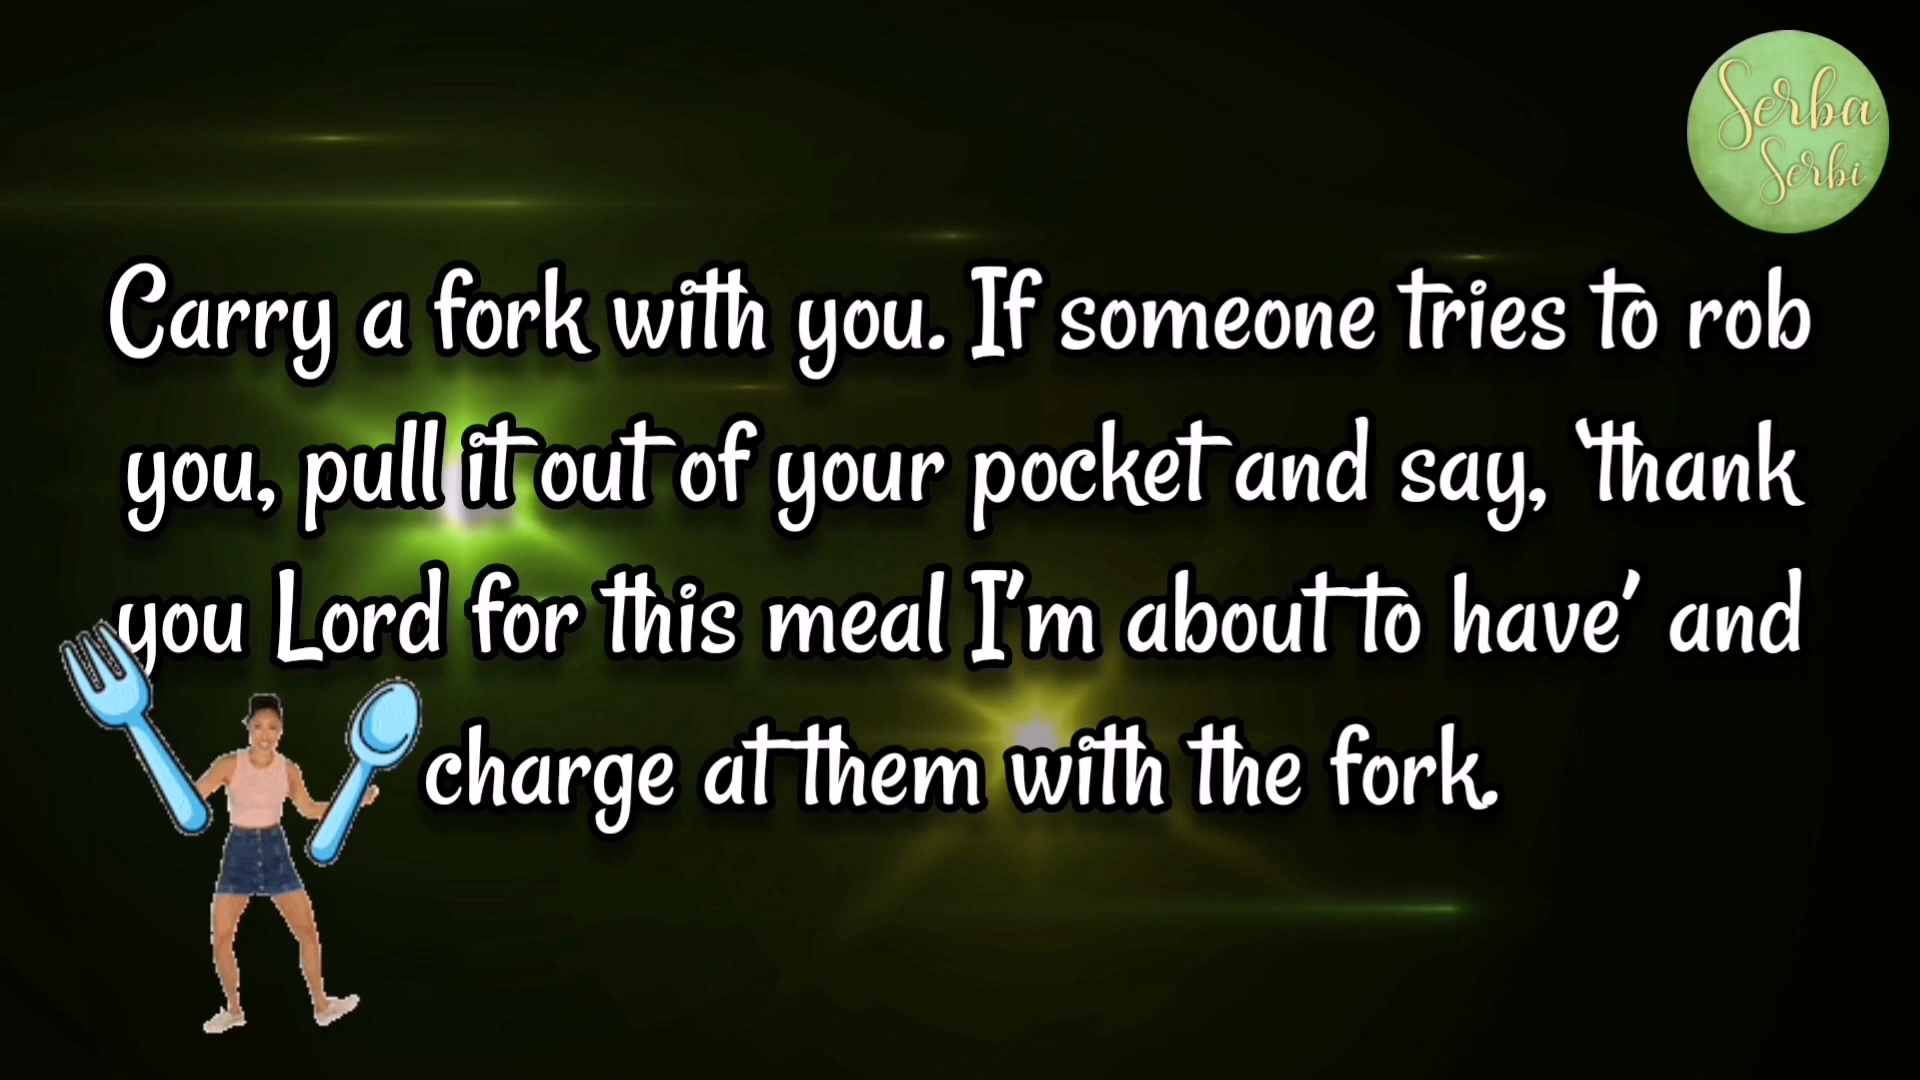 Serba
Serbi
Carry a fork with you. If someone tries to rob
you, pull it out of your pocket and say, 'thank
you Lord for this meal I'm about to have' and
charge at them with the fork.